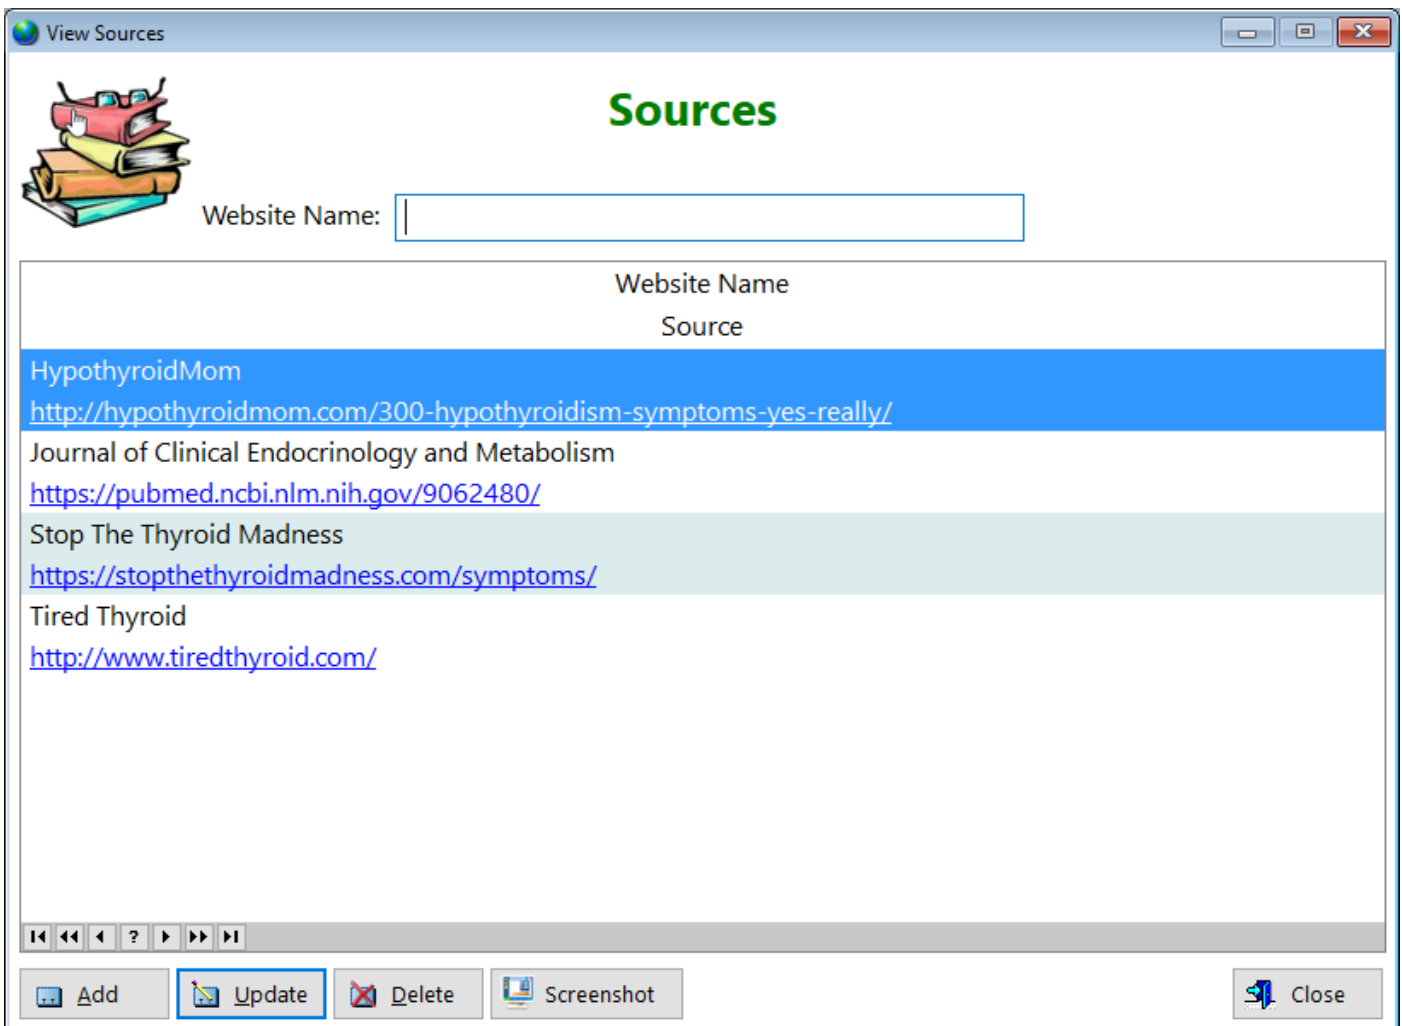 View Sources
Sources
Website Name:
Website Name
Source
HypothyroidMom
http://hypothyroidmom.com/300-hypothyroidism-symptoms-yes-really/
Journal of Clinical Endocrinology and Metabolism
https://pubmed.ncbi.nlm.nih.gov/9062480/
Stop The Thyroid Madness
https://stopthethyroidmadness.com/symptoms/
Tired Thyroid
http://www.tiredthyroid.com/
?
Add Update Delete Screenshot Close